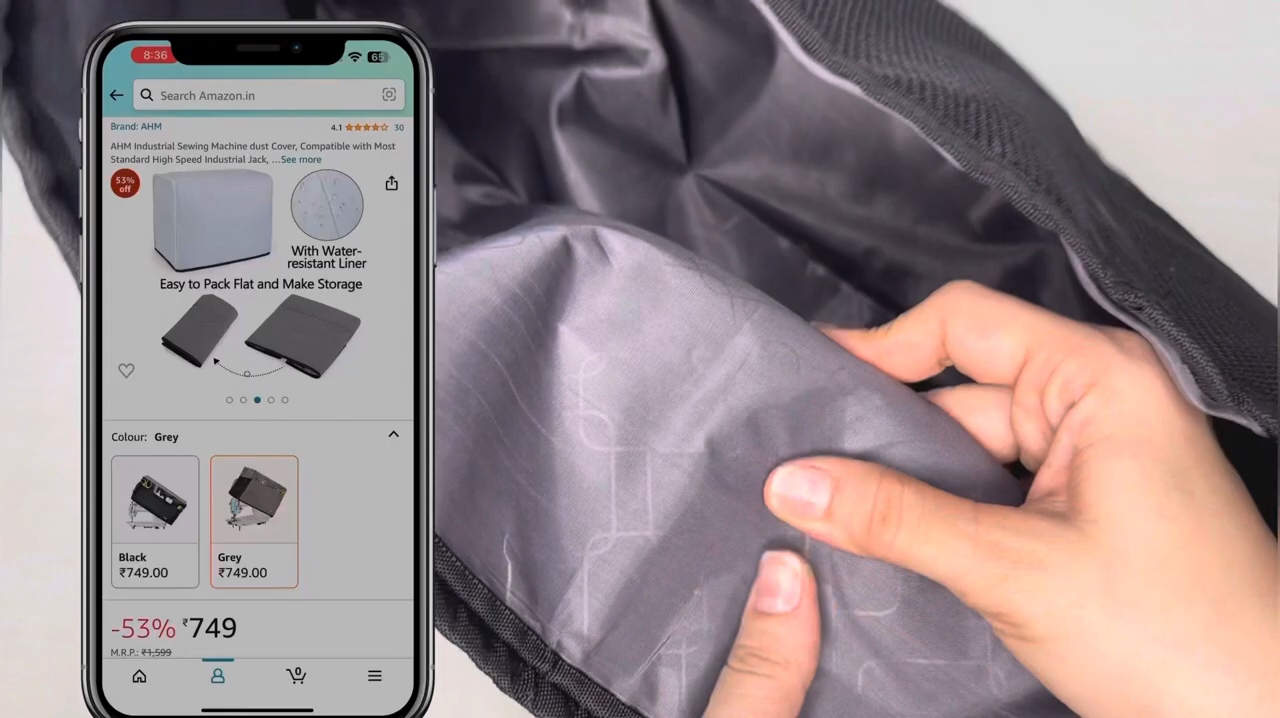 8:36
65
Search Amazon.in
Brand: AHM
4.1
30
AHM Industrial Sewing Machine dust Cover, Compatible with Most
Standard High Speed Industrial Jack, ...See more
53%
off
With Water-
resistant Liner
Easy to Pack Flat and Make Storage
Colour: Grey
Black
₹749.00
Grey
₹749.00
-53% ₹749
M.R.P.: ₹1,599
0